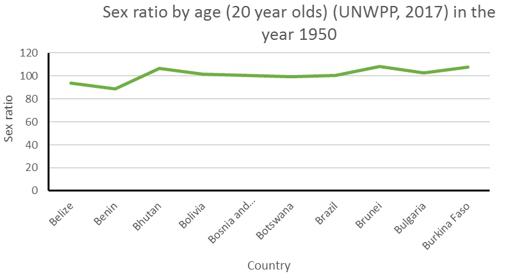 Sex ratio by age (20 year olds) (UNWPP, 2017) in the
year 1950
120
100
80
60
40
20
0
Sex ratio
Belize
Benin
Bhutan
Bolivia
Bosnia and...
Botswana
Brazil
Brunei
Bulgaria
Burkina Faso
Country